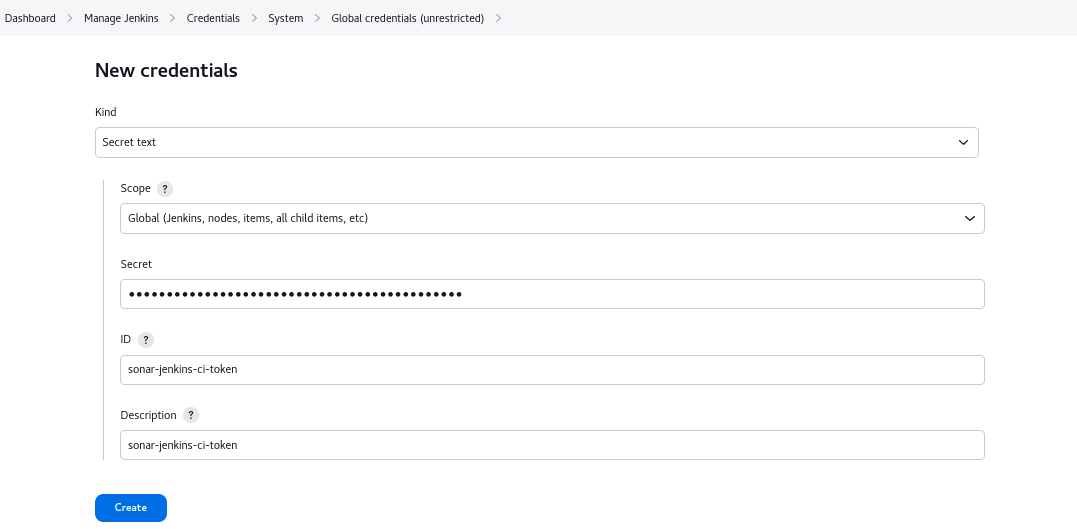 Dashboard > Manage Jenkins > Credentials > System > Global credentials (unrestricted) >
New credentials
Kind
Secret text
Scope ?
Global (Jenkins, nodes, items, all child items, etc)
Secret
••••••••••••••••••••••••••••••••••••••••••••
ID ?
sonar-jenkins-ci-token
Description ?
sonar-jenkins-ci-token
Create